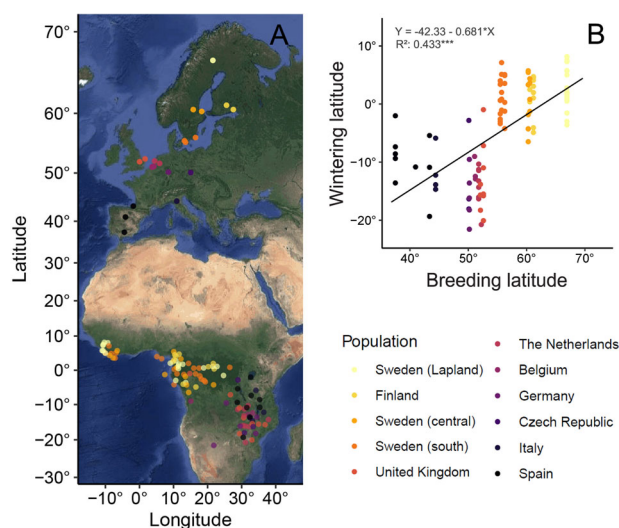 A
70°
60°
50°
40°
30°
20°
10°
0°
−10°
−20°
−30°
Latitude
−10° 0° 10° 20° 30° 40°
Longitude
B
Y = -42.33 - 0.681*X
R²: 0.433***
10°
0°
−10°
−20°
Wintering latitude
40° 50° 60° 70°
Breeding latitude
Population
Sweden (Lapland)
Finland
Sweden (central)
Sweden (south)
United Kingdom
The Netherlands
Belgium
Germany
Czech Republic
Italy
Spain